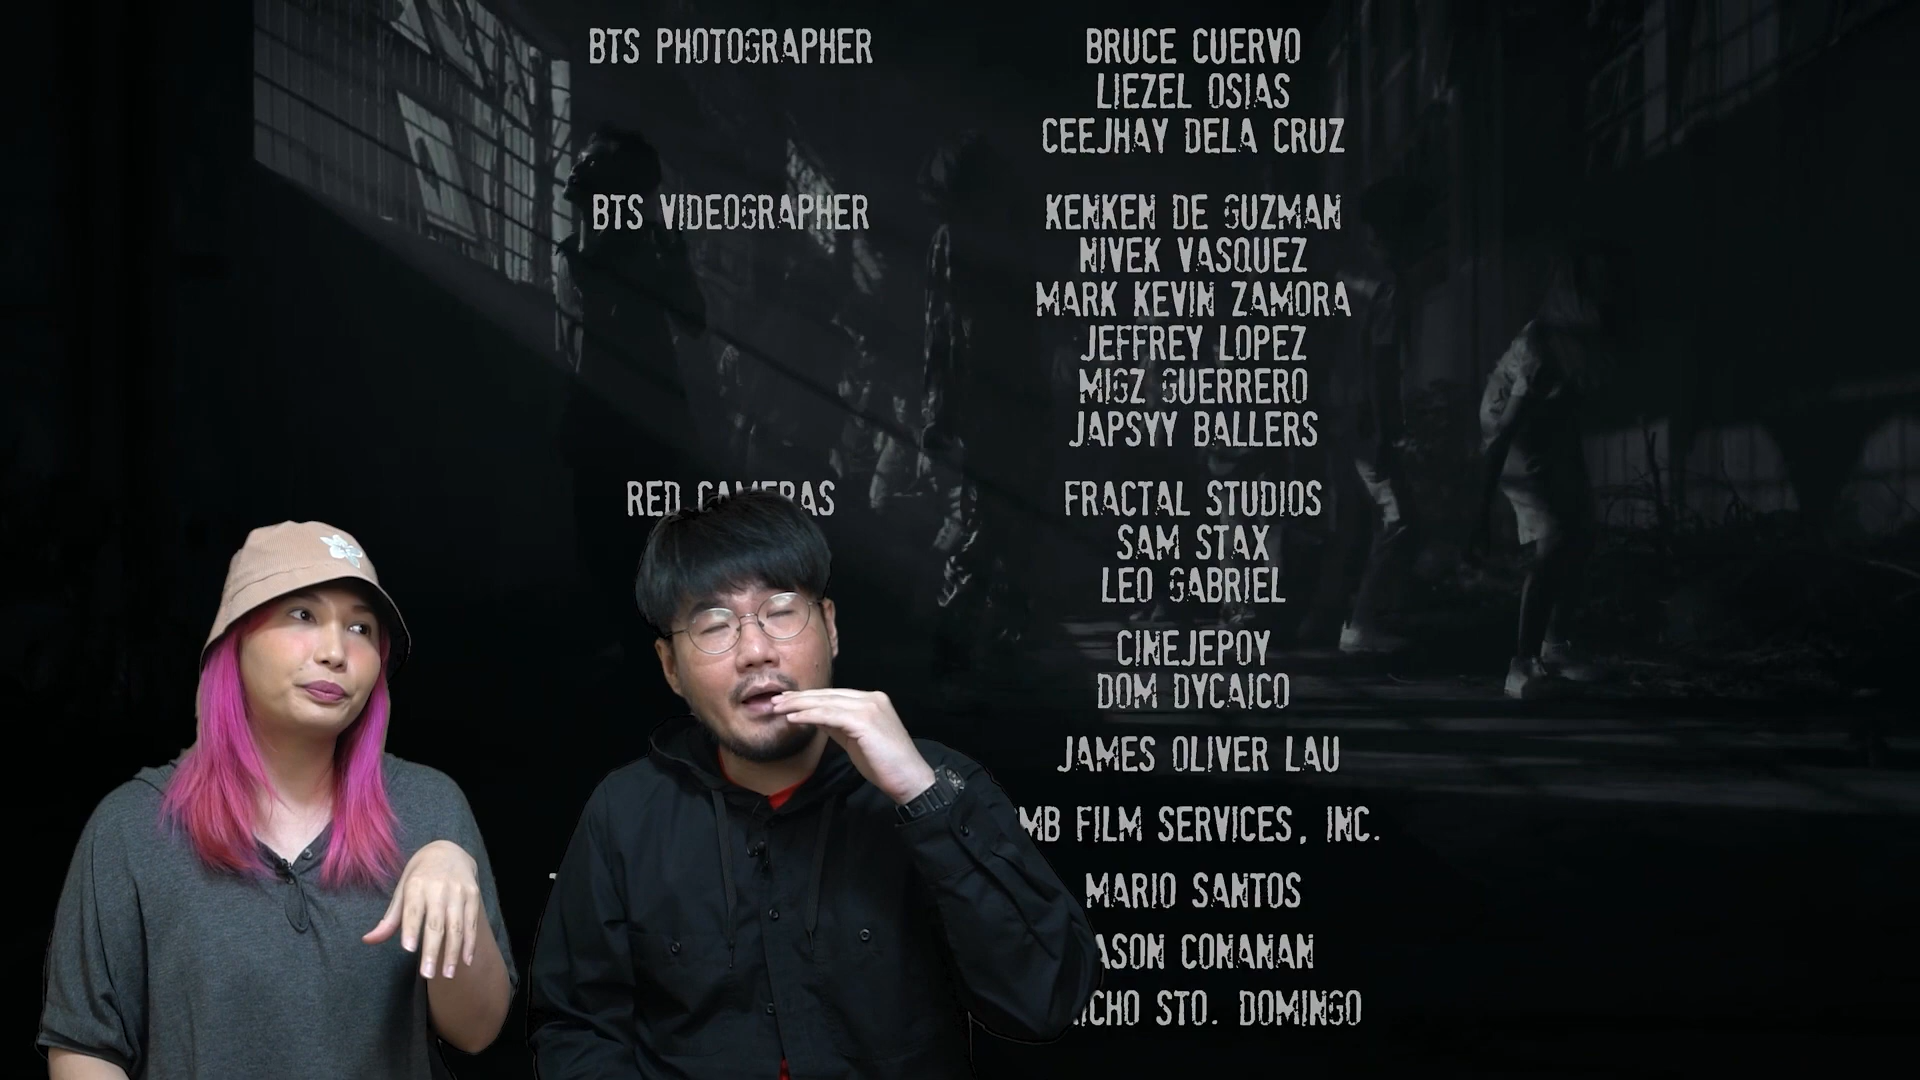 BTS PHOTOGRAPHER BRUCE CUERVO
LIEZEL OSIAS
CEEJHAY DELA CRUZ
BTS VIDEOGRAPHER KENKEN DE GUZMAN
NIVEK VASQUEZ
MARK KEVIN ZAMORA
JEFFREY LOPEZ
MIGZ GUERRERO
JAPSYY BALLERS
RED CAMERAS FRACTAL STUDIOS
SAM STAX
LEO GABRIEL
CINEJEPOY
DOM DYCAICO
JAMES OLIVER LAU
FILM SERVICES, INC.
MARIO SANTOS
CONANAN
STO. DOMINGO